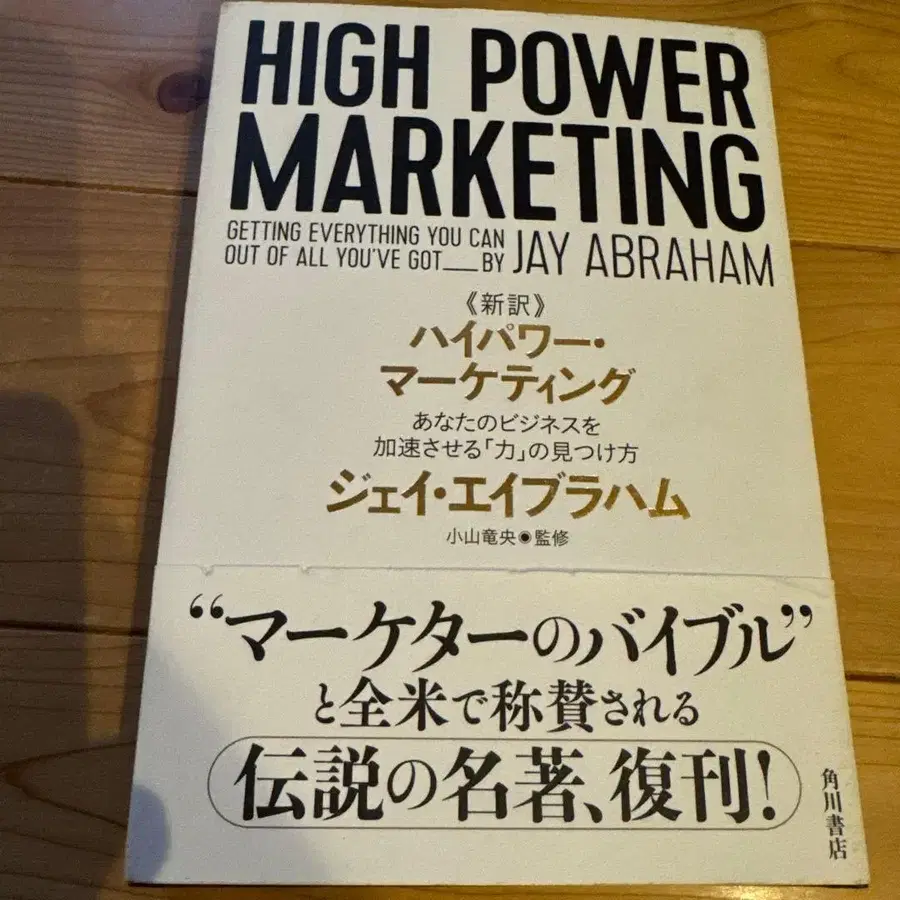 HIGH POWER
MARKETING
GETTING EVERYTHING YOU CAN
OUT OF ALL YOU'VE GOT___BY JAY ABRAHAM
《新訳》
ハイパワー・
マーケティング
あなたのビジネスを
加速させる「力」の見つけ方
ジェイ・エイブラハム
小山竜央◉監修
“マーケターのバイブル”
と全米で称賛される
伝説の名著、復刊!
角川書店